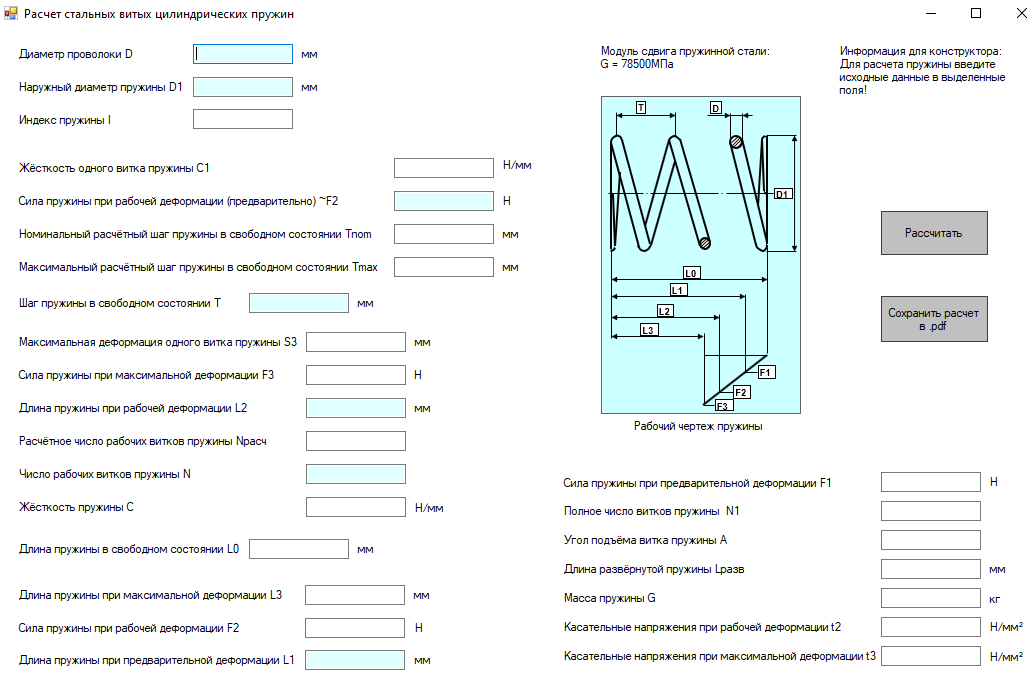 Расчет стальных витых цилиндрических пружин
Диаметр проволоки D
мм
Наружный диаметр пружины D1
мм
Индекс пружины I
Жёсткость одного витка пружины C1
Н/мм
Сила пружины при рабочей деформации (предварительно) ~F2
Н
Номинальный расчётный шаг пружины в свободном состоянии Tnom
мм
Максимальный расчётный шаг пружины в свободном состоянии Tmax
мм
Шаг пружины в свободном состоянии T
мм
Максимальная деформация одного витка пружины S3
мм
Сила пружины при максимальной деформации F3
Н
Длина пружины при рабочей деформации L2
мм
Расчётное число рабочих витков пружины Nрасч
Число рабочих витков пружины N
Жёсткость пружины C
Н/мм
Длина пружины в свободном состоянии L0
мм
Длина пружины при максимальной деформации L3
мм
Сила пружины при рабочей деформации F2
Н
Длина пружины при предварительной деформации L1
мм
Модуль сдвига пружинной стали:
G = 78500МПа
T
D
D1
L0
L1
L2
L3
F1
F2
F3
Рабочий чертеж пружины
Информация для конструктора:
Для расчета пружины введите
исходные данные в выделенные
поля!
Рассчитать
Сохранить расчет
в .pdf
Сила пружины при предварительной деформации F1
Н
Полное число витков пружины N1
Угол подъёма витка пружины A
Длина развёрнутой пружины Lразв
мм
Масса пружины G
кг
Касательные напряжения при рабочей деформации t2
Н/мм²
Касательные напряжения при максимальной деформации t3
Н/мм²